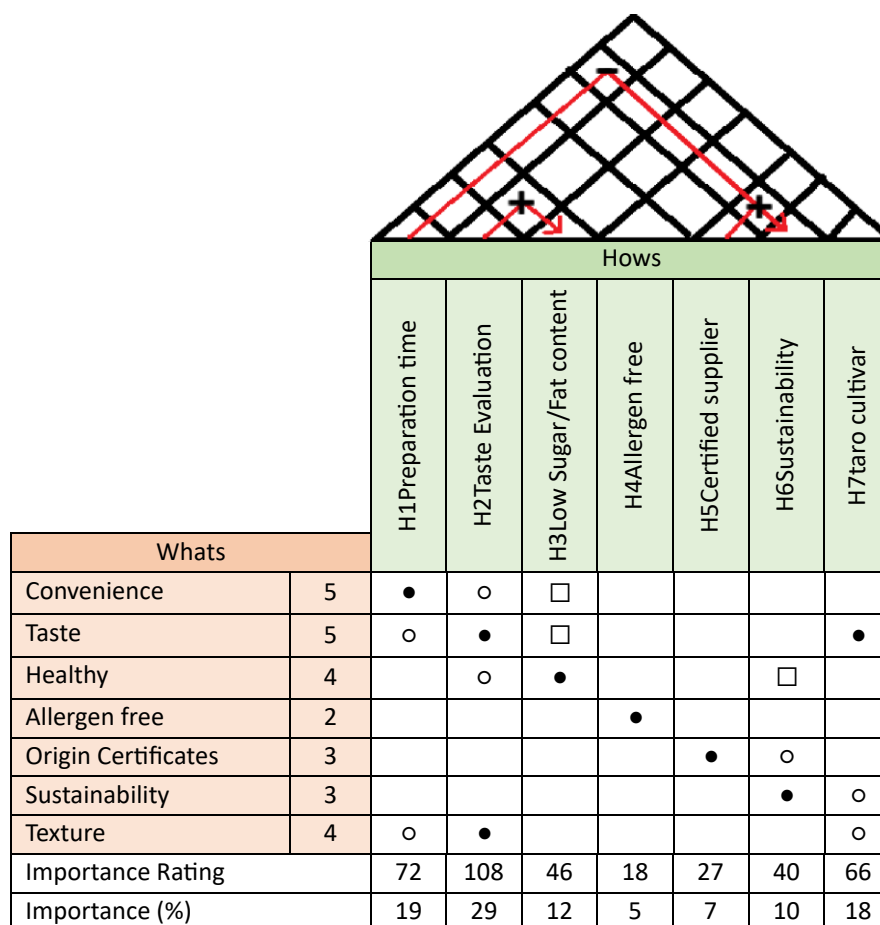 −
+ +
Hows
H1Preparation time
H2Taste Evaluation
H3Low Sugar/Fat content
H4Allergen free
H5Certified supplier
H6Sustainability
H7taro cultivar
Whats
Convenience 5 ● ○ □
Taste 5 ○ ● □ ●
Healthy 4 ○ ● □
Allergen free 2 ●
Origin Certificates 3 ● ○
Sustainability 3 ● ○
Texture 4 ○ ● ○
Importance Rating 72 108 46 18 27 40 66
Importance (%) 19 29 12 5 7 10 18